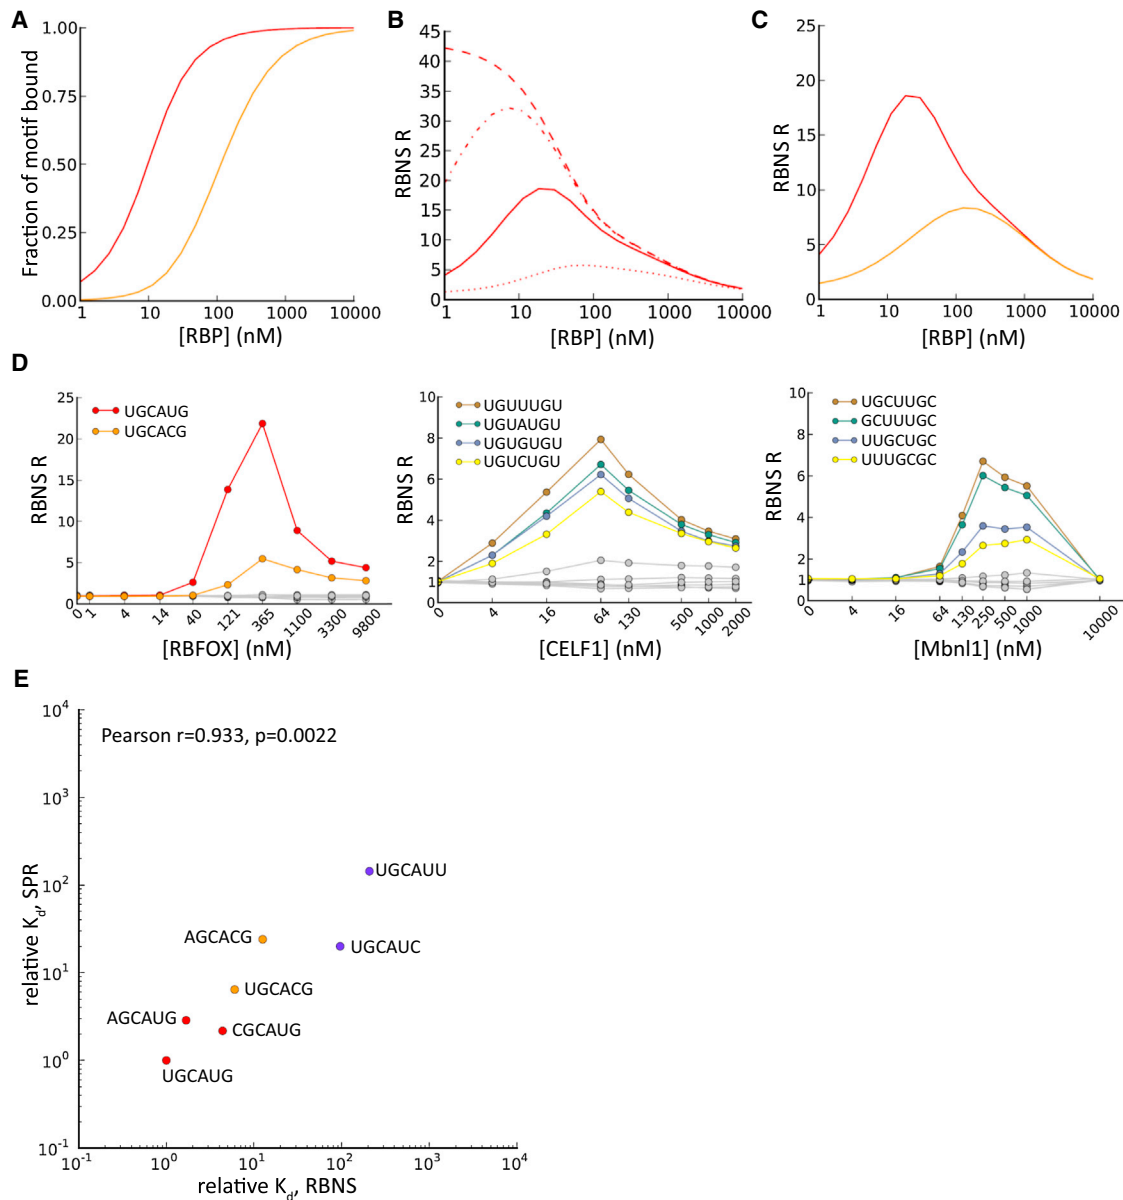 A
Fraction of motif bound
1.00
0.75
0.50
0.25
0.00
1 10 100 1000 10000
[RBP] (nM)
B
RBNS R
45
40
35
30
25
20
15
10
5
0
1 10 100 1000 10000
[RBP] (nM)
C
RBNS R
25
20
15
10
5
0
1 10 100 1000 10000
[RBP] (nM)
D
RBNS R
25
20
15
10
5
0
UGCAUG
UGCACG
0 1 4 14 40 121 365 1100 3300 9800
[RBFOX] (nM)
RBNS R
10
8
6
4
2
1
0
UGUUUGU
UGUAUGU
UGUGUGU
UGUCUGU
0 4 16 64 130 500 1000 2000
[CELF1] (nM)
RBNS R
10
8
6
4
2
1
0
UGCUUGC
GCUUUGC
UUGCUGC
UUUGCGC
0 4 16 64 130 250 500 1000 10000
[Mbnl1] (nM)
E
relative Kd, SPR
10^4
10^3
10^2
10^1
10^0
10^-1
Pearson r=0.933, p=0.0022
UGCAUU
AGCACG
UGCAUC
UGCACG
AGCAUG
CGCAUG
UGCAUG
10^-1 10^0 10^1 10^2 10^3 10^4
relative Kd, RBNS